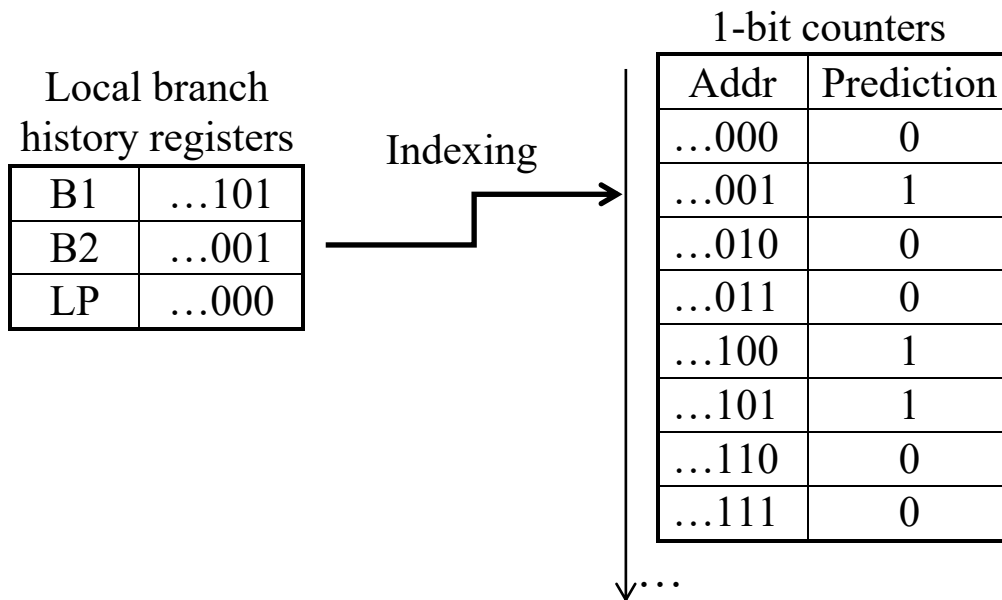 1-bit counters
Local branch
history registers
B1 …101
B2 …001
LP …000
Indexing
Addr Prediction
…000 0
…001 1
…010 0
…011 0
…100 1
…101 1
…110 0
…111 0
…